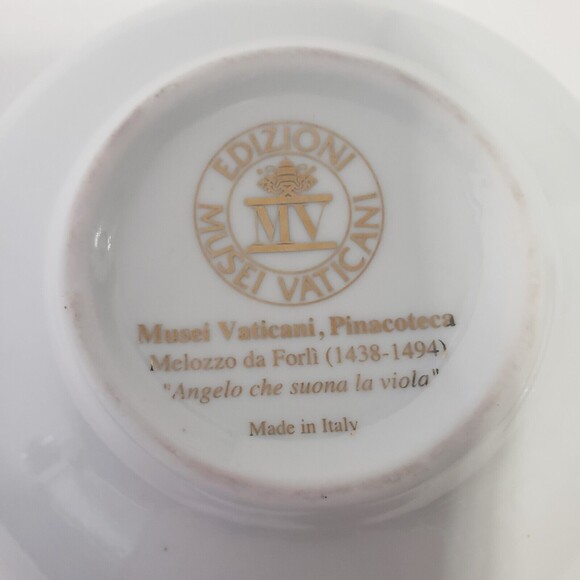 EDIZIONI
MUSEI VATICANI
MV
Musei Vaticani, Pinacoteca
Melozzo da Forlì (1438-1494)
"Angelo che suona la viola"
Made in Italy